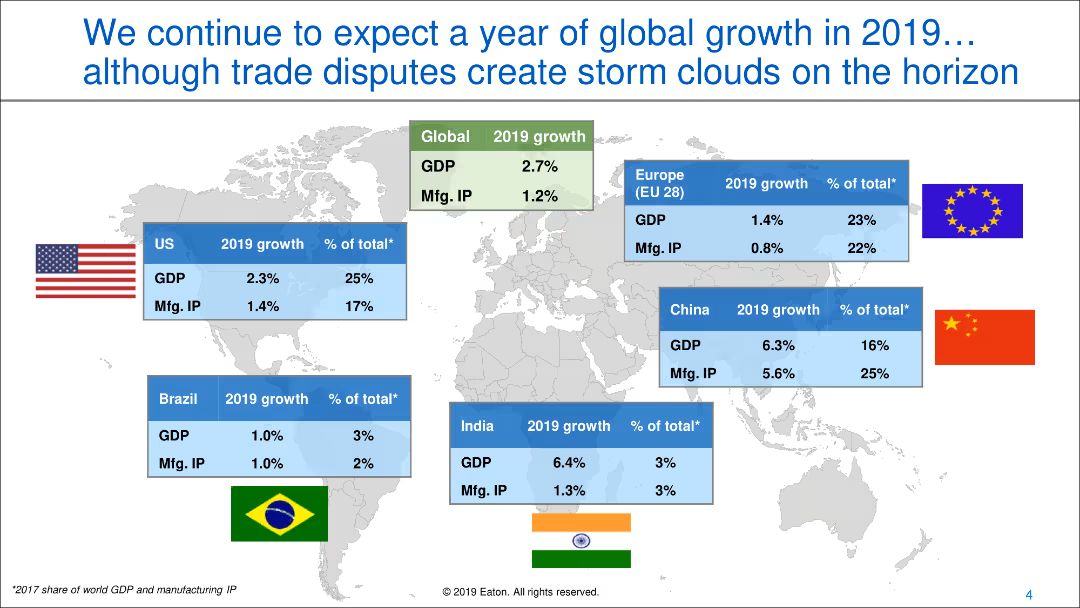 We continue to expect a year of global growth in 2019…
although trade disputes create storm clouds on the horizon
Global 2019 growth
GDP 2.7%
Mfg. IP 1.2%
Europe
(EU 28) 2019 growth % of total*
GDP 1.4% 23%
Mfg. IP 0.8% 22%
US 2019 growth % of total*
GDP 2.3% 25%
Mfg. IP 1.4% 17%
China 2019 growth % of total*
GDP 6.3% 16%
Mfg. IP 5.6% 25%
Brazil 2019 growth % of total*
GDP 1.0% 3%
Mfg. IP 1.0% 2%
India 2019 growth % of total*
GDP 6.4% 3%
Mfg. IP 1.3% 3%
*2017 share of world GDP and manufacturing IP
© 2019 Eaton. All rights reserved.
4